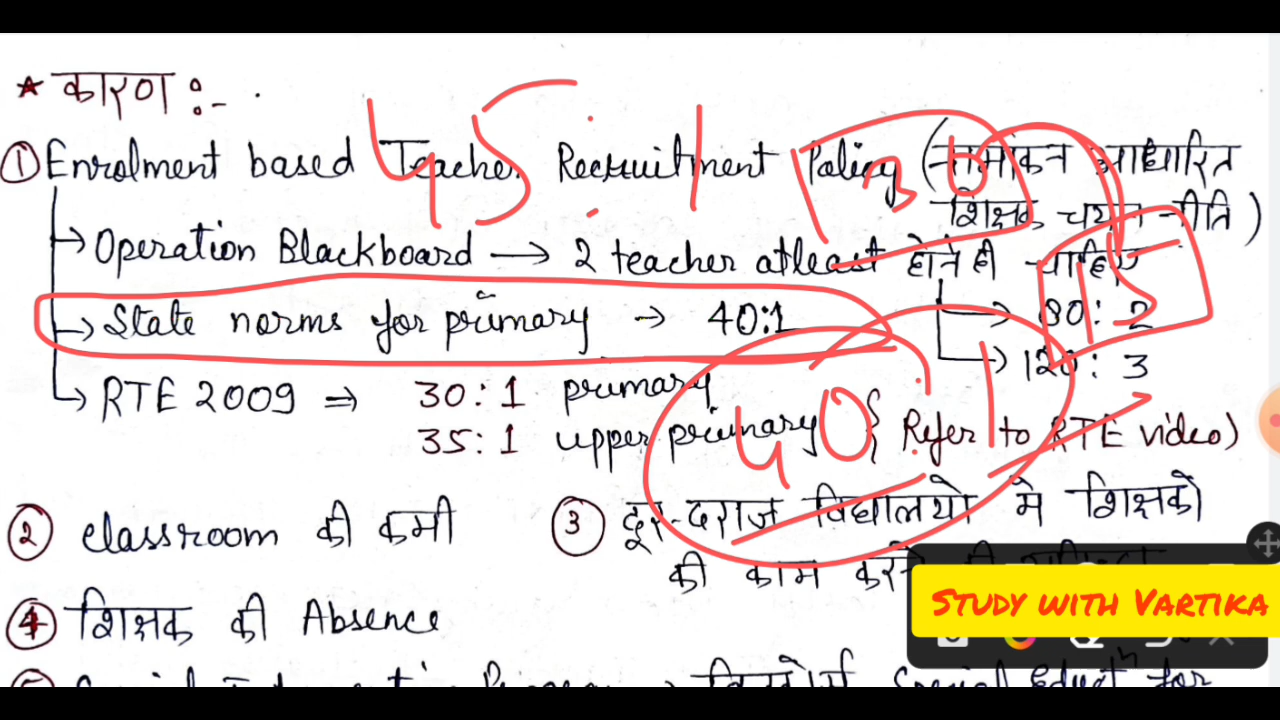 * कारण :-
① Enrolment based Teacher Recruitment Policy (नामांकन आधारित
शिक्षक चयन नीति)
→ Operation Blackboard → 2 teacher atleast होने ही चाहिए
→ 80 : 2
→ 120 : 3
→ State norms for primary → 40:1
→ RTE 2009 ⇒ 30 : 1 primary
35 : 1 upper primary { Refer to RTE video)
45 : 1
30
15
40 : 1
② classroom की कमी
③ दूर-दराज विद्यालयो मे शिक्षको
की काम करने
④ शिक्षक की Absence
STUDY WITH VARTIKA